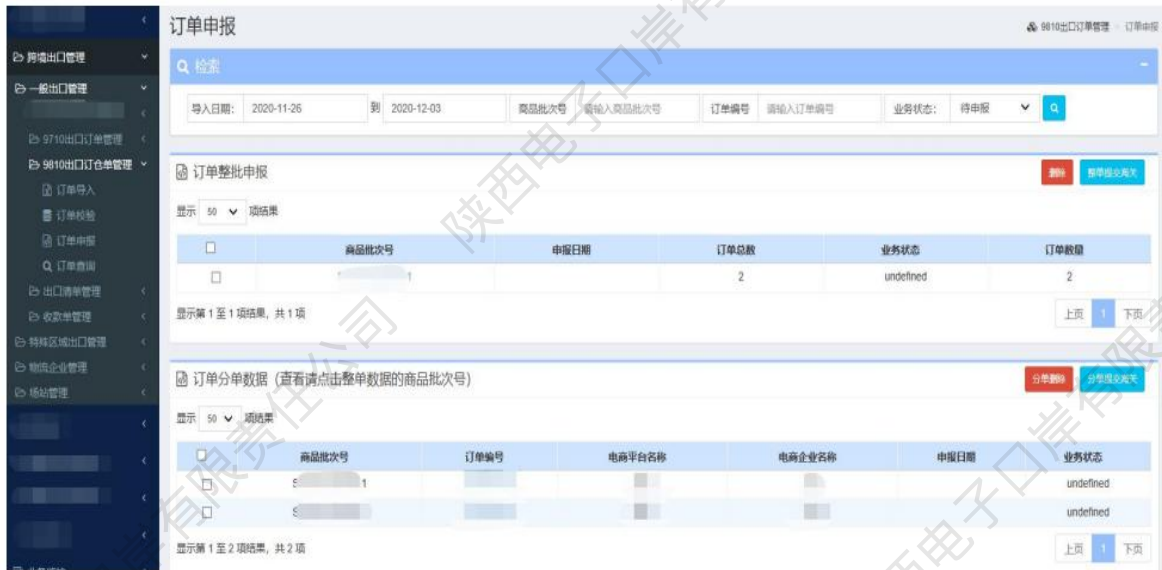 订单申报
9810出口订单管理 - 订单申报
跨境出口管理
检索
一般出口管理
导入日期: 2020-11-26 到 2020-12-03 商品批次号 请输入商品批次号 订单编号 请输入订单编号 业务状态: 待申报
9710出口订单管理
9810出口订仓单管理
订单整批申报 删除 整单提交海关
订单导入
显示 50 项结果
订单校验
订单申报
商品批次号 申报日期 订单总数 业务状态 订单数量
订单查询
1 2 undefined 2
出口清单管理
收款单管理
显示第 1 至 1 项结果, 共 1 项 上页 1 下页
特殊区域出口管理
物流企业管理
订单分单数据 (查看请点击整单数据的商品批次号) 分单删除 分单提交海关
场站管理
显示 50 项结果
商品批次号 订单编号 电商平台名称 电商企业名称 申报日期 业务状态
S 1 undefined
S undefined
显示第 1 至 2 项结果, 共 2 项 上页 1 下页
陕西电子口岸有限责任公司